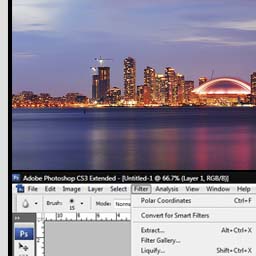 Ps Adobe Photoshop CS3 Extended - [Untitled-1 @ 66.7% (Layer 1, RGB/8)]
File Edit Image Layer Select Filter Analysis View Window Help
Brush: 15 Mode: Norma
Polar Coordinates Ctrl+F
Convert for Smart Filters
Extract... Alt+Ctrl+X
Filter Gallery...
Liquify... Shift+Ctrl+X
Ps